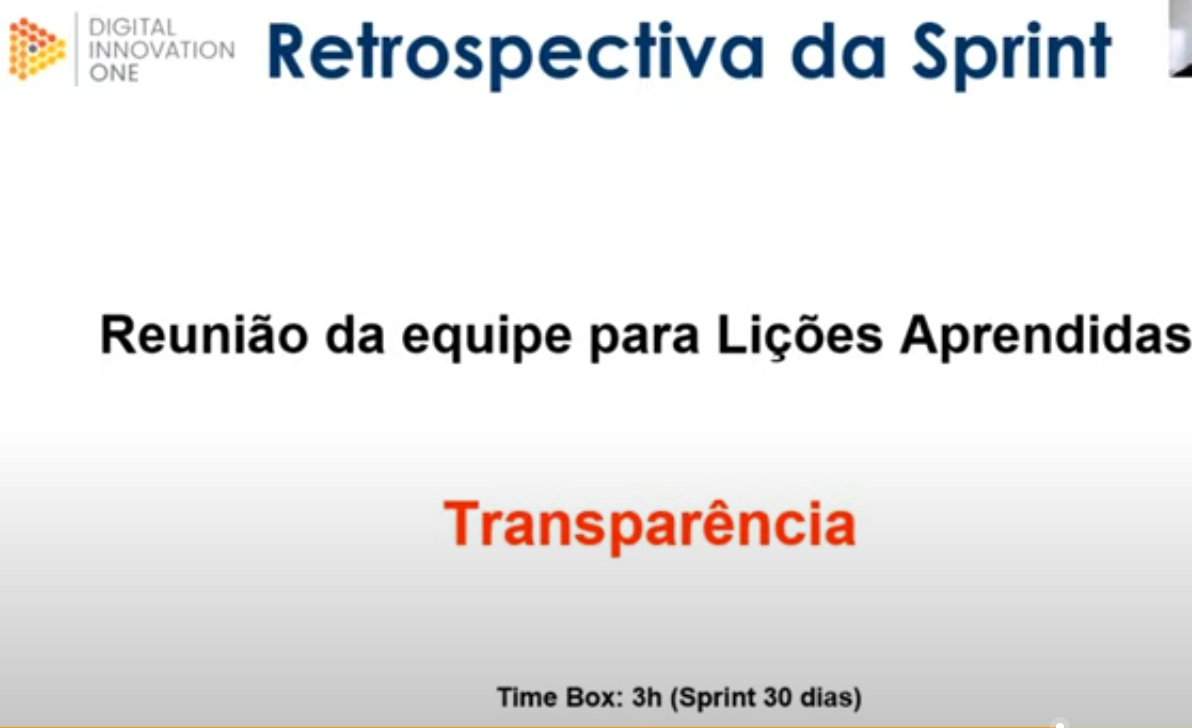 DIGITAL
INNOVATION
ONE
Retrospectiva da Sprint
Reunião da equipe para Lições Aprendidas
Transparência
Time Box: 3h (Sprint 30 dias)